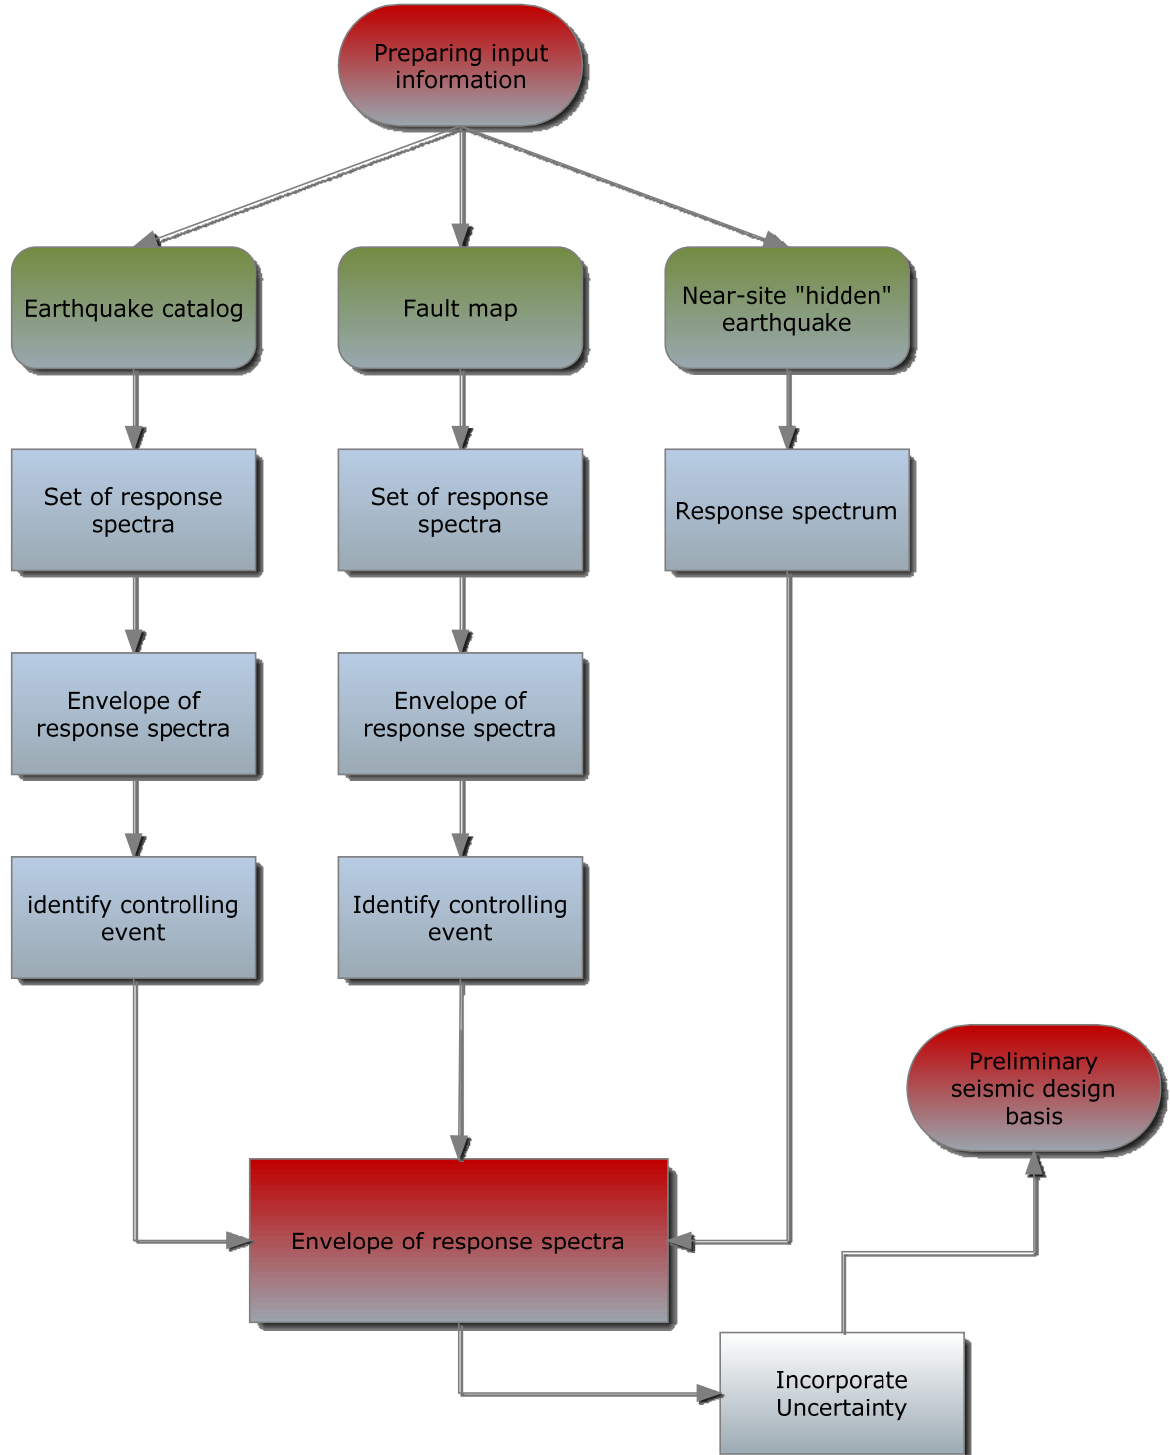 Preparing input
information
Earthquake catalog
Fault map
Near-site "hidden"
earthquake
Set of response
spectra
Set of response
spectra
Response spectrum
Envelope of
response spectra
Envelope of
response spectra
identify controlling
event
Identify controlling
event
Preliminary
seismic design
basis
Envelope of response spectra
Incorporate
Uncertainty